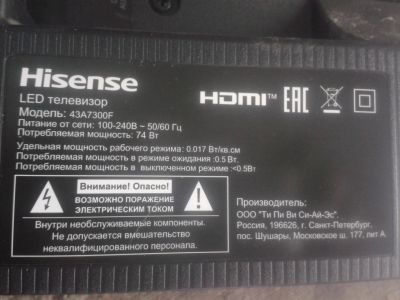 Hisense
HDMI™ EAC
LED телевизор
Модель: 43A7300F
Питание от сети: 100-240В ~ 50/60 Гц
Потребляемая мощность: 74 Вт
Удельная мощность рабочего режима: 0.017 Вт/кв.см
Потребляемая мощность в режиме ожидания :0.5 Вт.
Потребляемая мощность в выключенном режиме :<0.5Вт
Внимание! Опасно!
ВОЗМОЖНО ПОРАЖЕНИЕ
ЭЛЕКТРИЧЕСКИМ ТОКОМ
Внутри необслуживаемые компоненты.
Не допускается вмешательство
неквалифицированного персонала.
Производитель:
ООО "Ти Пи Ви Си-Ай-Эс".
Россия, 196626, г. Санкт-Петербург.
пос. Шушары, Московское ш. 177, лит А.